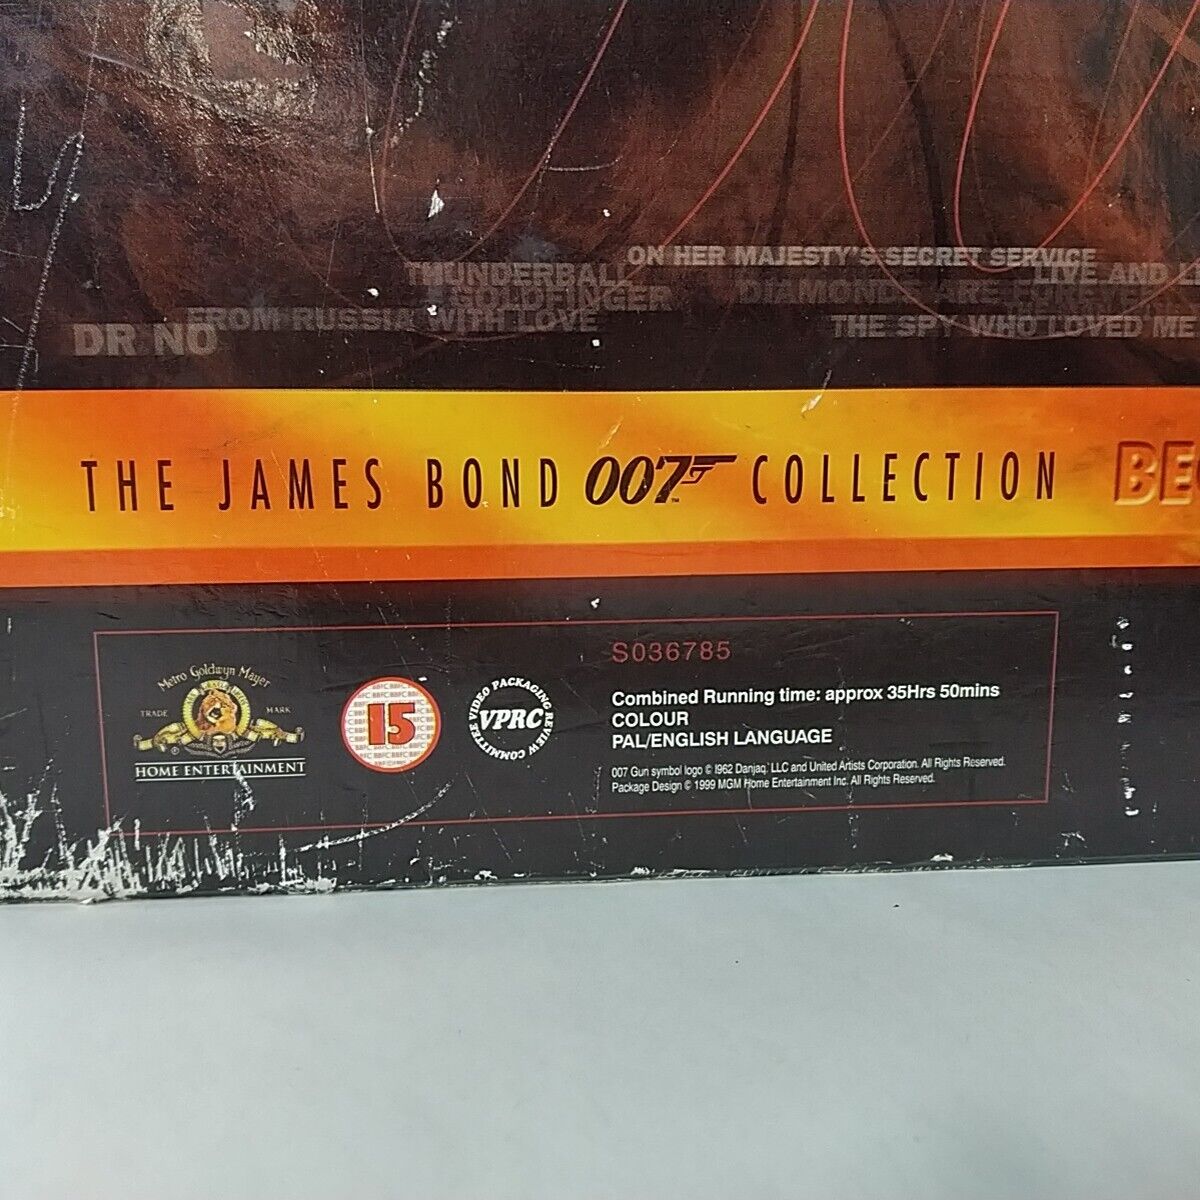 ON HER MAJESTY'S SECRET SERVICE
THUNDERBALL
LIVE AND
GOLDFINGER
DIAMONDS ARE FOREVER
FROM RUSSIA WITH LOVE
THE SPY WHO LOVED ME
DR NO
THE JAMES BOND 007 COLLECTION
Metro Goldwyn Mayer
TRADE MARK
HOME ENTERTAINMENT
15
VIDEO PACKAGING REVIEW COMMITTEE
VPRC
S036785
Combined Running time: approx 35Hrs 50mins
COLOUR
PAL/ENGLISH LANGUAGE
007 Gun symbol logo © 1962 Danjaq, LLC and United Artists Corporation. All Rights Reserved.
Package Design © 1999 MGM Home Entertainment Inc. All Rights Reserved.